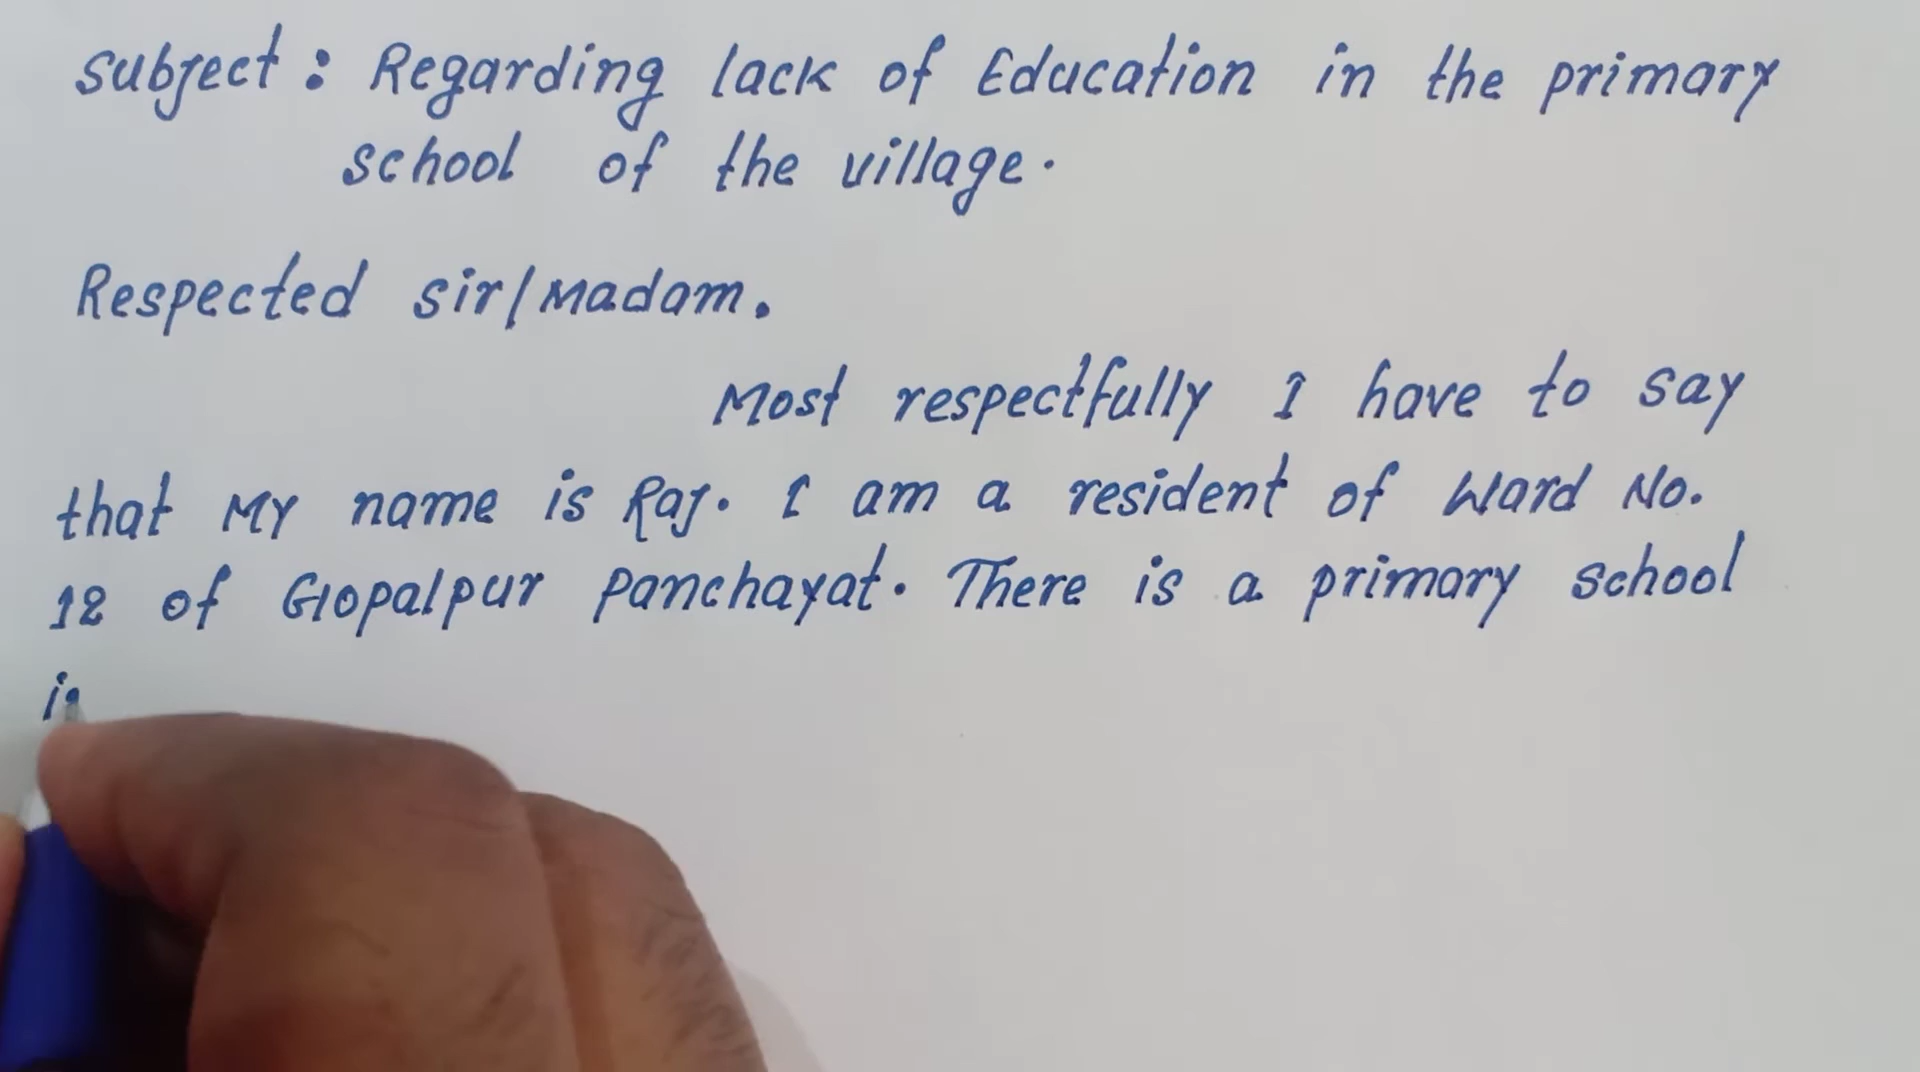 Subject : Regarding lack of Education in the primary
school of the village.
Respected sir/Madam.
Most respectfully I have to say
that My name is Raj. I am a resident of Ward No.
12 of Gopalpur Panchayat. There is a primary school